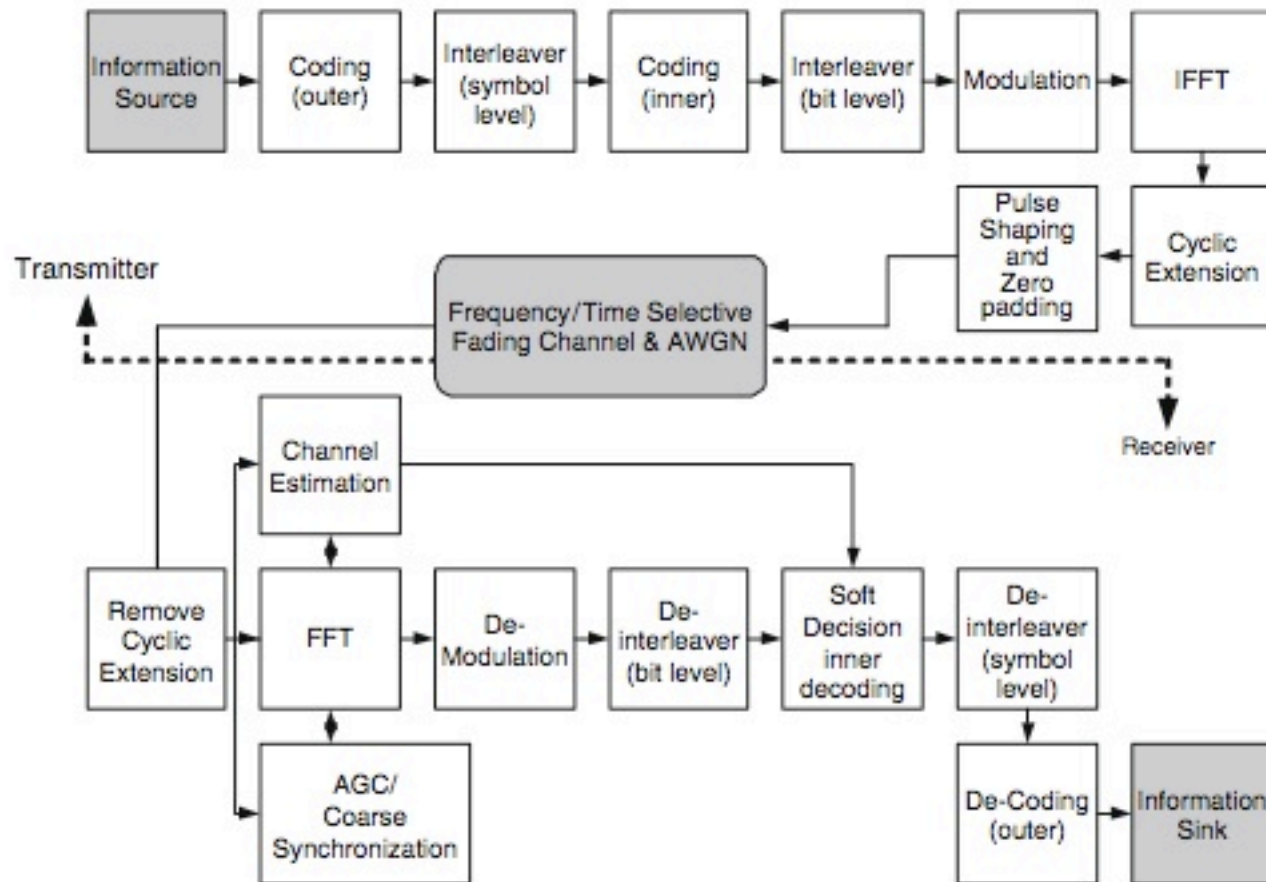 Information
Source
Coding
(outer)
Interleaver
(symbol
level)
Coding
(inner)
Interleaver
(bit level)
Modulation
IFFT
Pulse
Shaping
and
Zero
padding
Cyclic
Extension
Transmitter
Frequency/Time Selective
Fading Channel & AWGN
Receiver
Channel
Estimation
Remove
Cyclic
Extension
FFT
De-
Modulation
De-
interleaver
(bit level)
Soft
Decision
inner
decoding
De-
interleaver
(symbol
level)
AGC/
Coarse
Synchronization
De-Coding
(outer)
Information
Sink